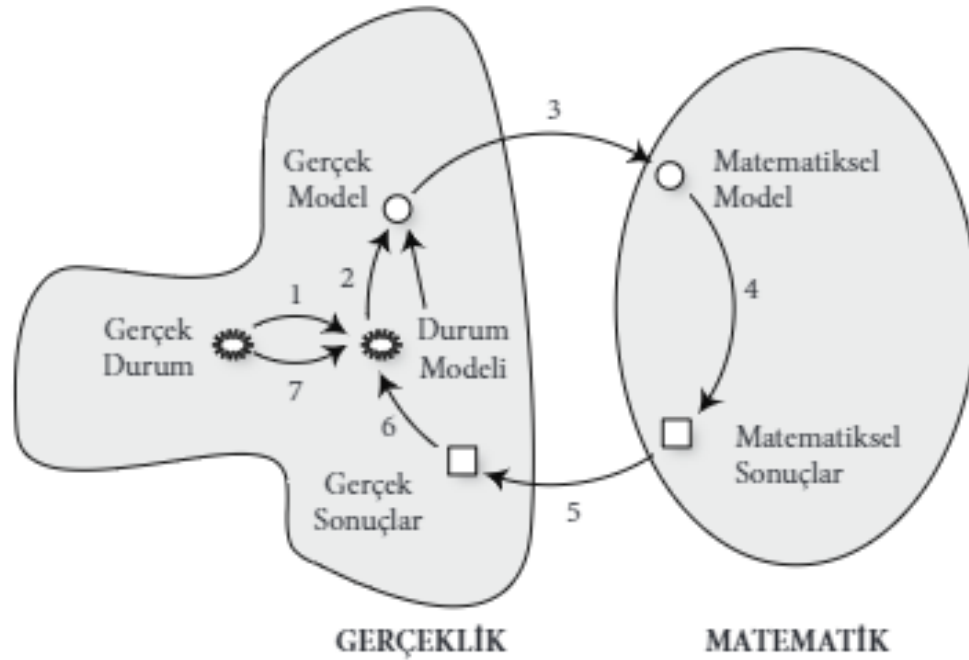 3
Gerçek
Model
Matematiksel
Model
2
1
4
Gerçek
Durum
Durum
Modeli
7
6
Matematiksel
Sonuçlar
Gerçek
Sonuçlar
5
GERÇEKLİK
MATEMATİK